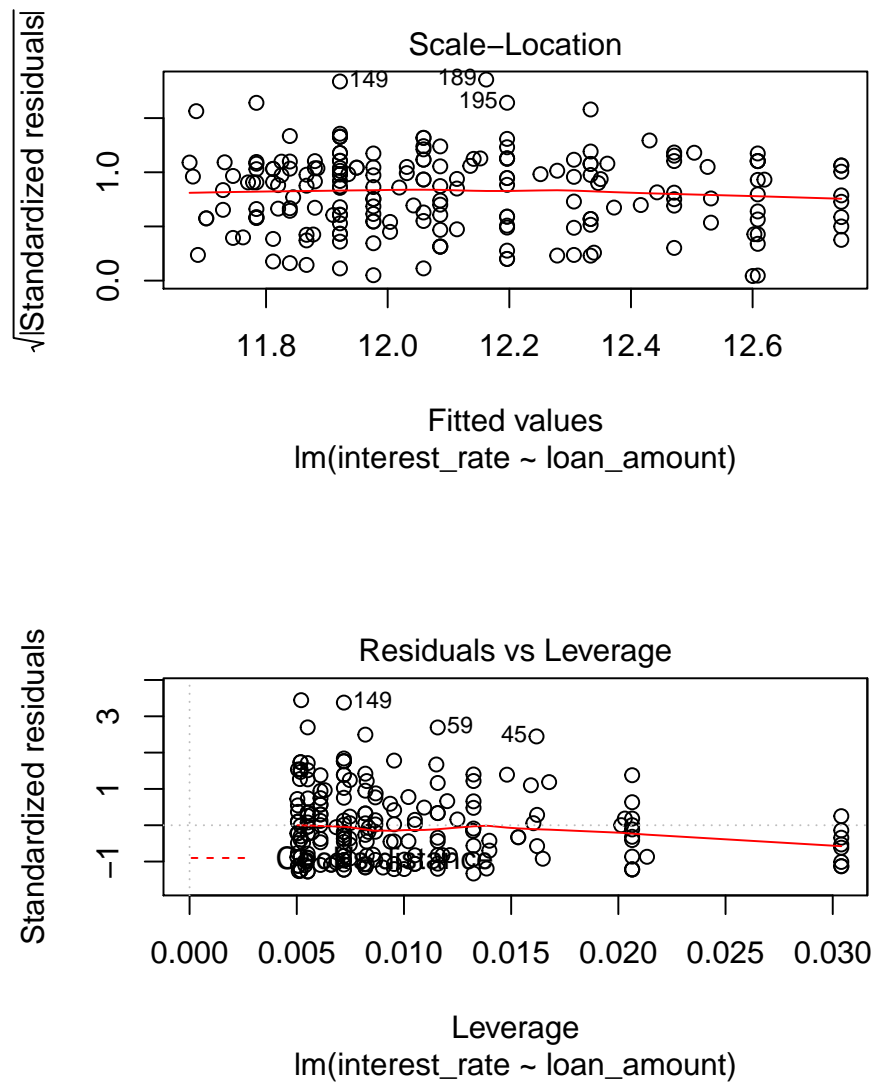 Scale−Location
√|Standardized residuals|
1.0
0.0
149
189
195
11.8 12.0 12.2 12.4 12.6
Fitted values
lm(interest_rate ~ loan_amount)
Residuals vs Leverage
Standardized residuals
3
1
−1
149
59
45
Cook's distance
0.000 0.005 0.010 0.015 0.020 0.025 0.030
Leverage
lm(interest_rate ~ loan_amount)